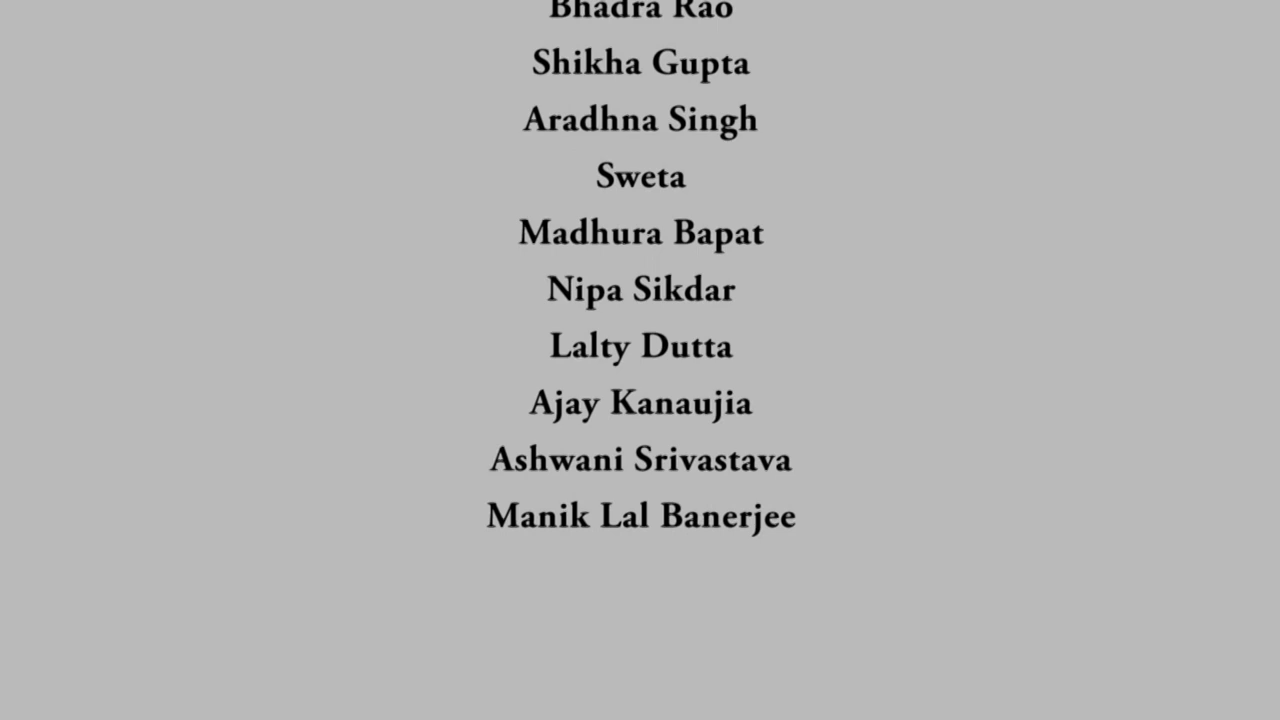 Bhadra Rao
Shikha Gupta
Aradhna Singh
Sweta
Madhura Bapat
Nipa Sikdar
Lalty Dutta
Ajay Kanaujia
Ashwani Srivastava
Manik Lal Banerjee